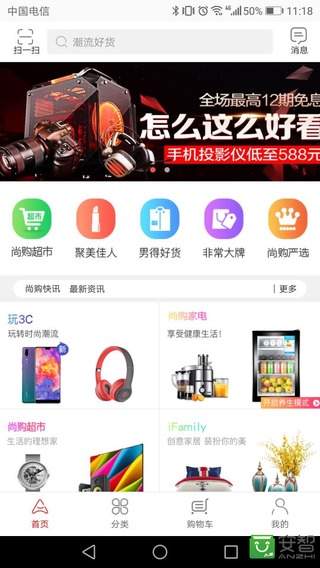 中国电信
50% 11:18
扫一扫
潮流好货
消息
全场最高12期免息
怎么这么好看
手机投影仪低至588元
超市
尚购超市
聚美佳人
男得好货
非常大牌
尚购严选
尚购快讯 最新资讯 | 更多
玩3C
玩转时尚潮流
新
尚购家电
享受健康生活！
开启养生模式
尚购超市
生活的理想家
iFamily
创意家居 装扮你的美
首页
分类
购物车
我的
安智
ANZHI